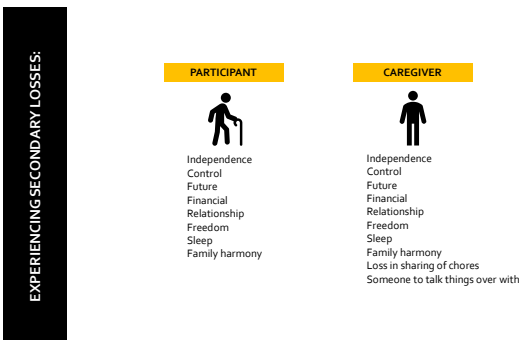 EXPERIENCING SECONDARY LOSSES:
PARTICIPANT
Independence
Control
Future
Financial
Relationship
Freedom
Sleep
Family harmony
CAREGIVER
Independence
Control
Future
Financial
Relationship
Freedom
Sleep
Family harmony
Loss in sharing of chores
Someone to talk things over with